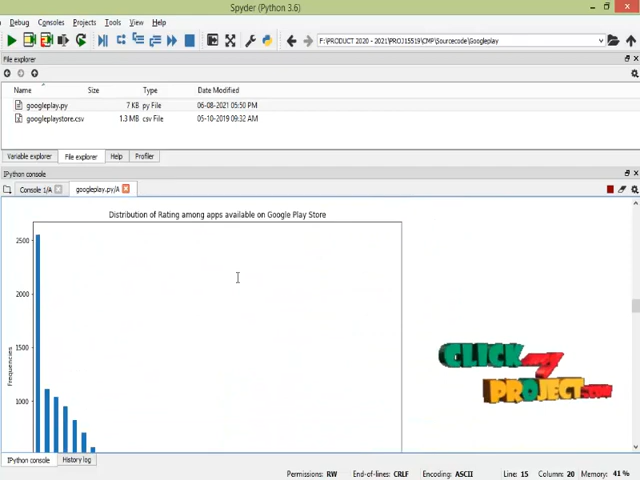 Spyder (Python 3.6)
Debug Consoles Projects Tools View Help
F:\PRODUCT 2020 - 2021\PROJ15519\CMP\Sourcecode\Googleplay
File explorer
Name Size Type Date Modified
googleplay.py 7 KB py File 06-08-2021 05:50 PM
googleplaystore.csv 1.3 MB csv File 05-10-2019 09:32 AM
Variable explorer File explorer Help Profiler
IPython console
Console 1/A googleplay.py/A
Distribution of Rating among apps available on Google Play Store
2500
2000
1500
1000
Frequencies
CLICK my
PROJECT.com
IPython console History log
Permissions: RW End-of-lines: CRLF Encoding: ASCII Line: 15 Column: 20 Memory: 41 %